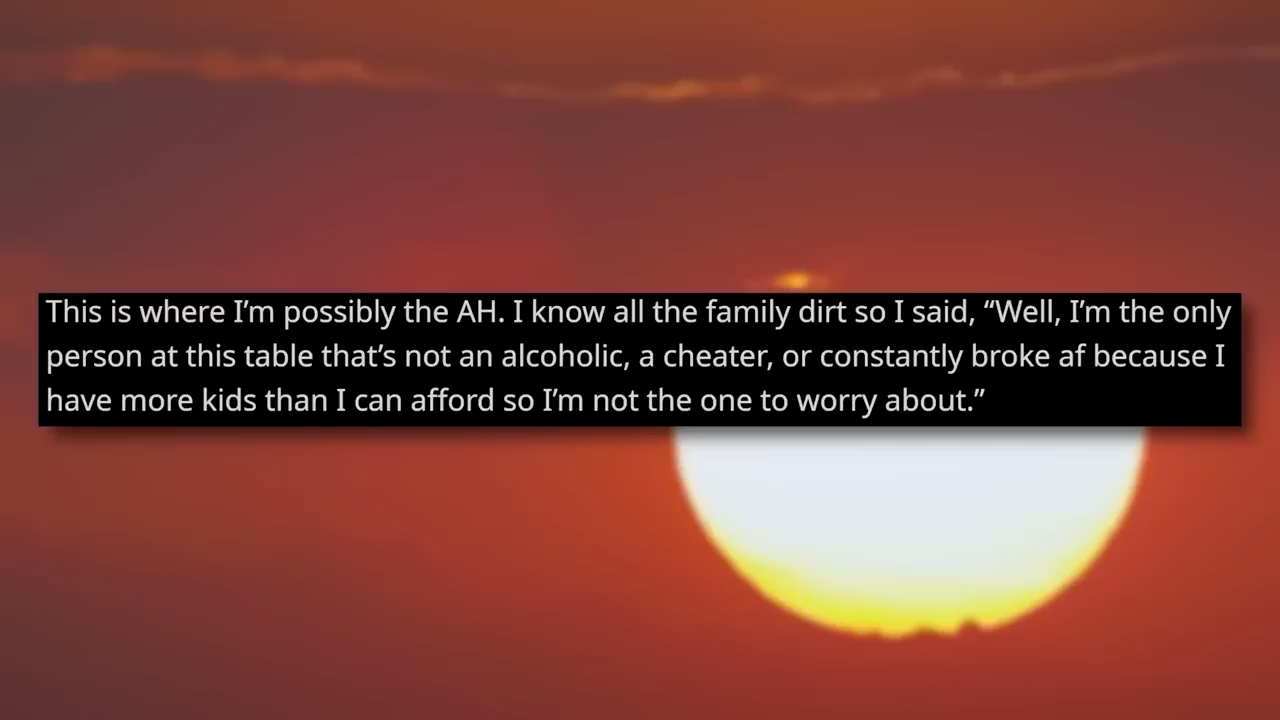 This is where I’m possibly the AH. I know all the family dirt so I said, “Well, I’m the only
person at this table that’s not an alcoholic, a cheater, or constantly broke af because I
have more kids than I can afford so I’m not the one to worry about.”